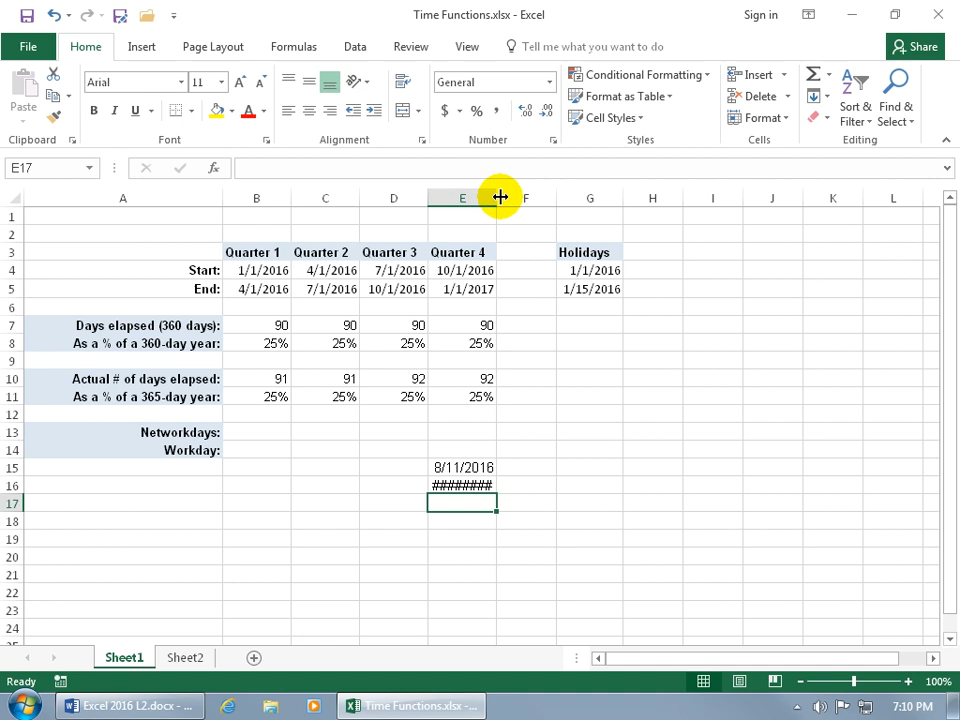 Time Functions.xlsx - Excel
Sign in
File Home Insert Page Layout Formulas Data Review View Tell me what you want to do Share
Paste
Arial 11
General
B I U
$ % ,
Conditional Formatting
Format as Table
Cell Styles
Insert
Delete
Format
Sort & Filter
Find & Select
Clipboard Font Alignment Number Styles Cells Editing
E17 fx
A B C D E F G H I J K L
1
2
3 Quarter 1 Quarter 2 Quarter 3 Quarter 4 Holidays
4 Start: 1/1/2016 4/1/2016 7/1/2016 10/1/2016 1/1/2016
5 End: 4/1/2016 7/1/2016 10/1/2016 1/1/2017 1/15/2016
6
7 Days elapsed (360 days): 90 90 90 90
8 As a % of a 360-day year: 25% 25% 25% 25%
9
10 Actual # of days elapsed: 91 91 92 92
11 As a % of a 365-day year: 25% 25% 25% 25%
12
13 Networkdays:
14 Workday:
15 8/11/2016
16 ########
17
18
19
20
21
22
23
24
Sheet1 Sheet2
Ready 100%
Excel 2016 L2.docx - ... Time Functions.xlsx -... 7:10 PM